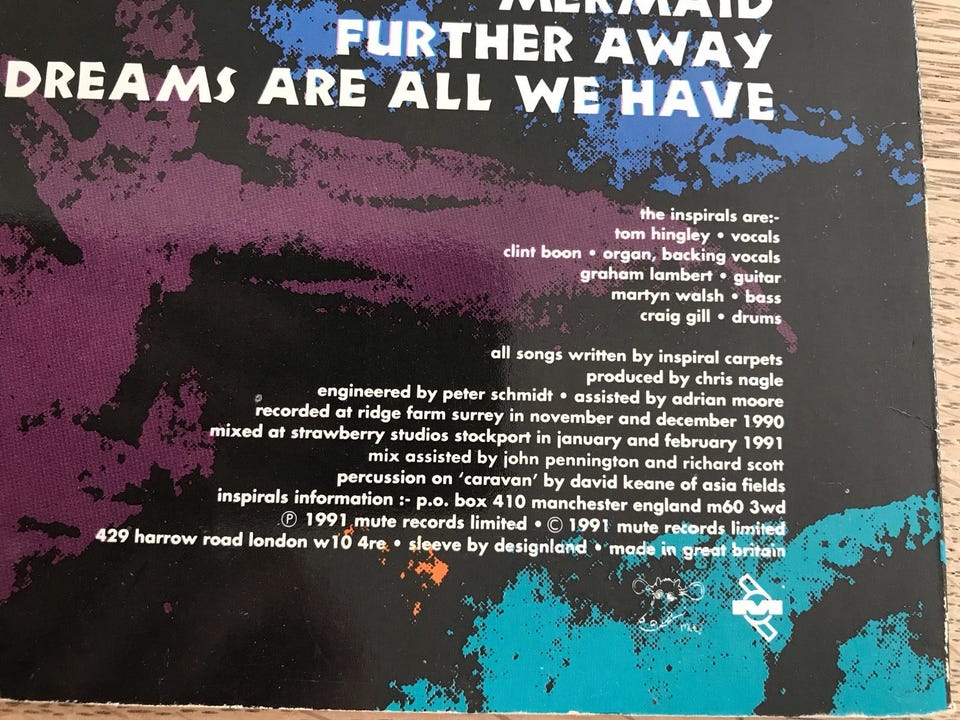 MERMAID
FURTHER AWAY
DREAMS ARE ALL WE HAVE
the inspirals are:-
tom hingley • vocals
clint boon • organ, backing vocals
graham lambert • guitar
martyn walsh • bass
craig gill • drums
all songs written by inspiral carpets
produced by chris nagle
engineered by peter schmidt • assisted by adrian moore
recorded at ridge farm surrey in november and december 1990
mixed at strawberry studios stockport in january and february 1991
mix assisted by john pennington and richard scott
percussion on 'caravan' by david keane of asia fields
inspirals information :- p.o. box 410 manchester england m60 3wd
℗ 1991 mute records limited • © 1991 mute records limited
429 harrow road london w10 4re • sleeve by designland • made in great britain